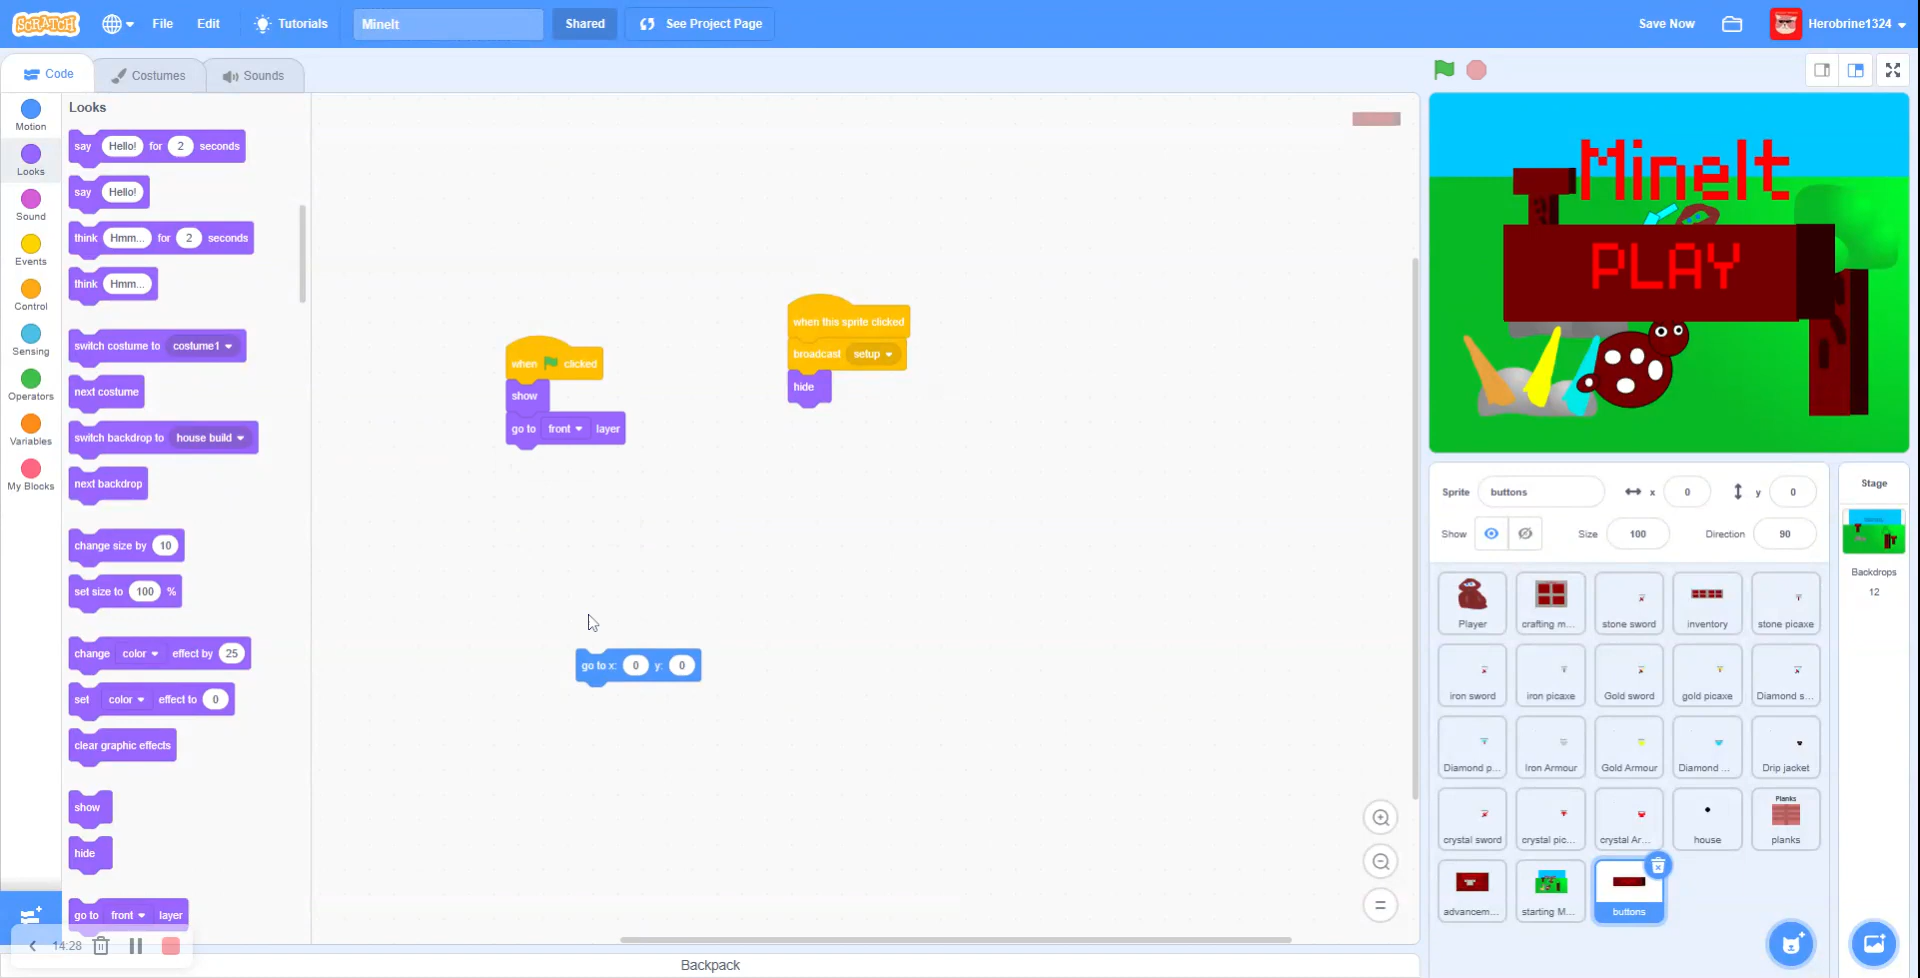 SCRATCH File Edit Tutorials MineIt Shared See Project Page Save Now Herobrine1324
Code Costumes Sounds
Motion
Looks
Sound
Events
Control
Sensing
Operators
Variables
My Blocks
Looks
say Hello! for 2 seconds
say Hello!
think Hmm... for 2 seconds
think Hmm...
switch costume to costume1
next costume
switch backdrop to house build
next backdrop
change size by 10
set size to 100 %
change color effect by 25
set color effect to 0
clear graphic effects
show
hide
go to front layer
14:28
when clicked
show
go to front layer
when this sprite clicked
broadcast setup
hide
go to x: 0 y: 0
Backpack
MineIt
PLAY
Sprite buttons x 0 y 0
Show Size 100 Direction 90
Player crafting m... stone sword inventory stone picaxe
iron sword iron picaxe Gold sword gold picaxe Diamond s...
Diamond p... Iron Armour Gold Armour Diamond ... Drip jacket
Planks
crystal sword crystal pic... crystal Ar... house planks
advancem... starting M... buttons
Stage
Backdrops
12